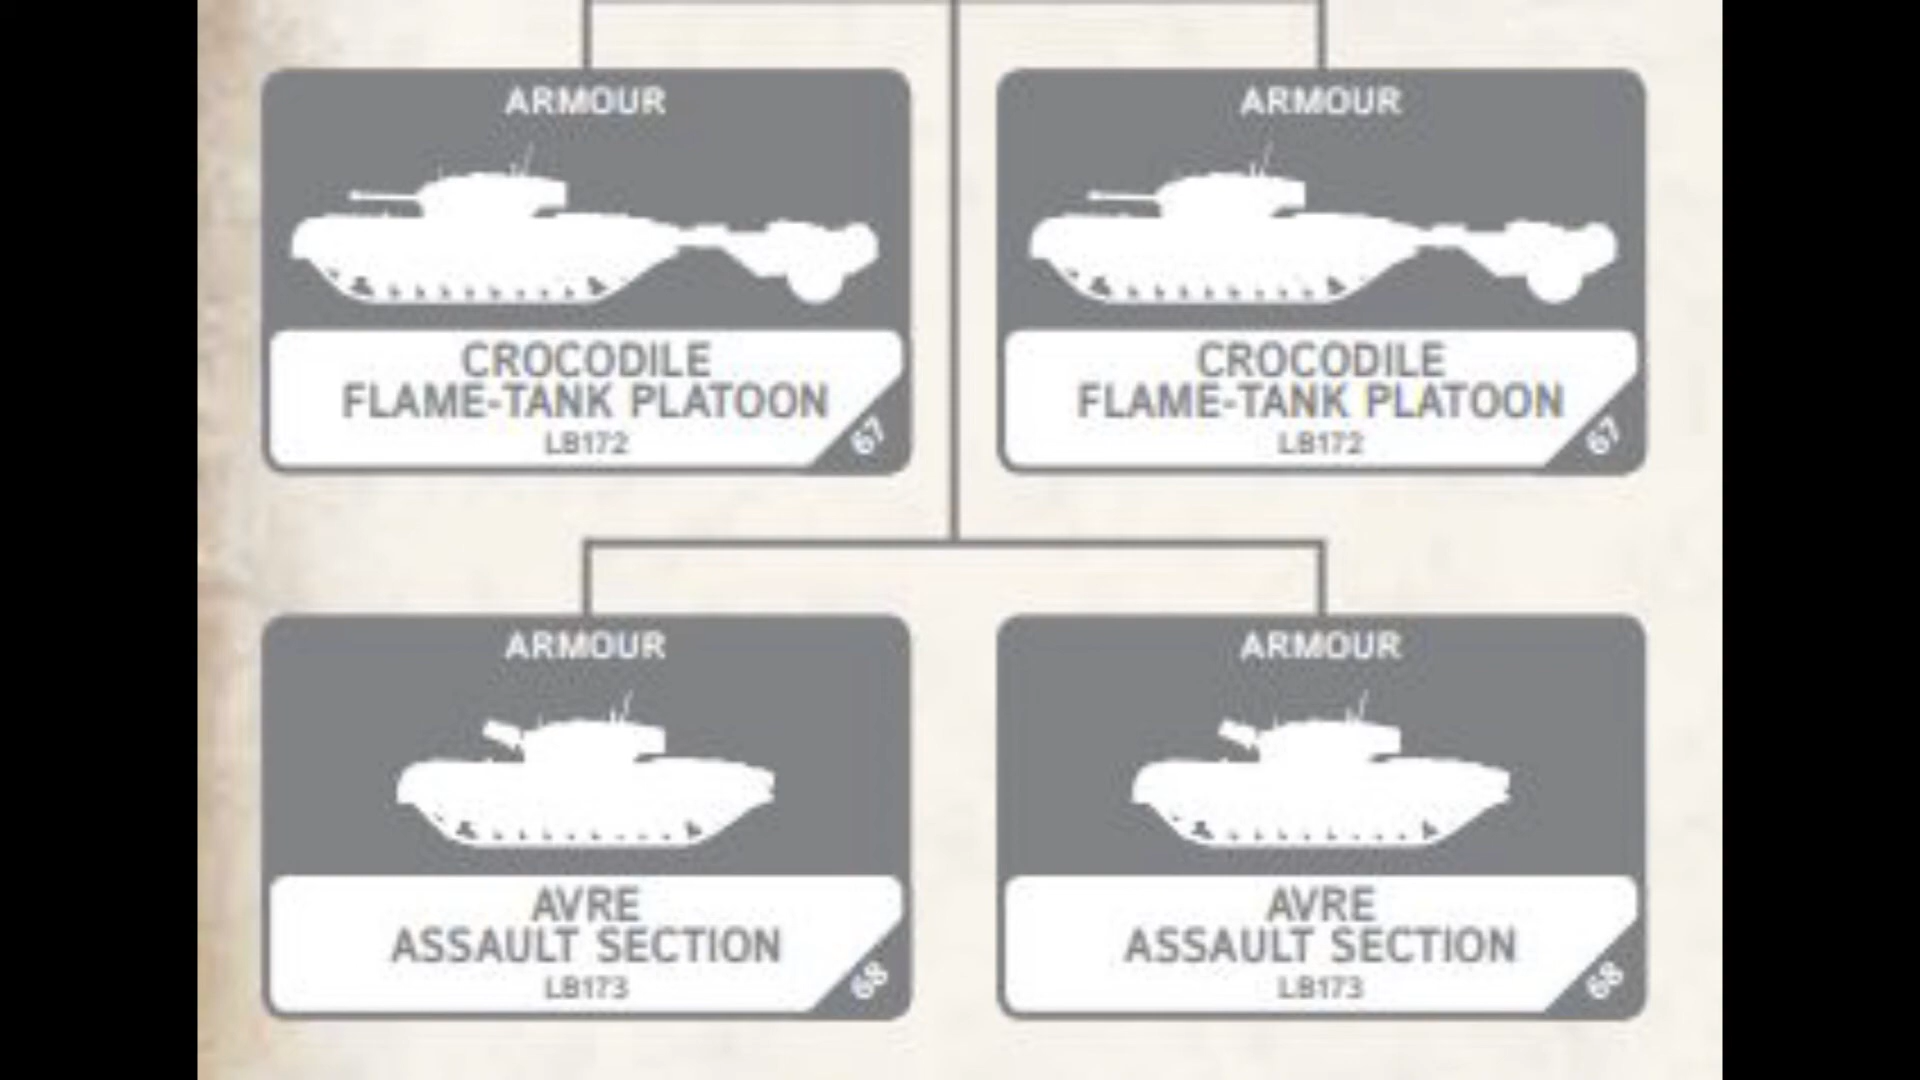 ARMOUR
CROCODILE
FLAME-TANK PLATOON
LB172
67
ARMOUR
CROCODILE
FLAME-TANK PLATOON
LB172
67
ARMOUR
AVRE
ASSAULT SECTION
LB173
68
ARMOUR
AVRE
ASSAULT SECTION
LB173
68